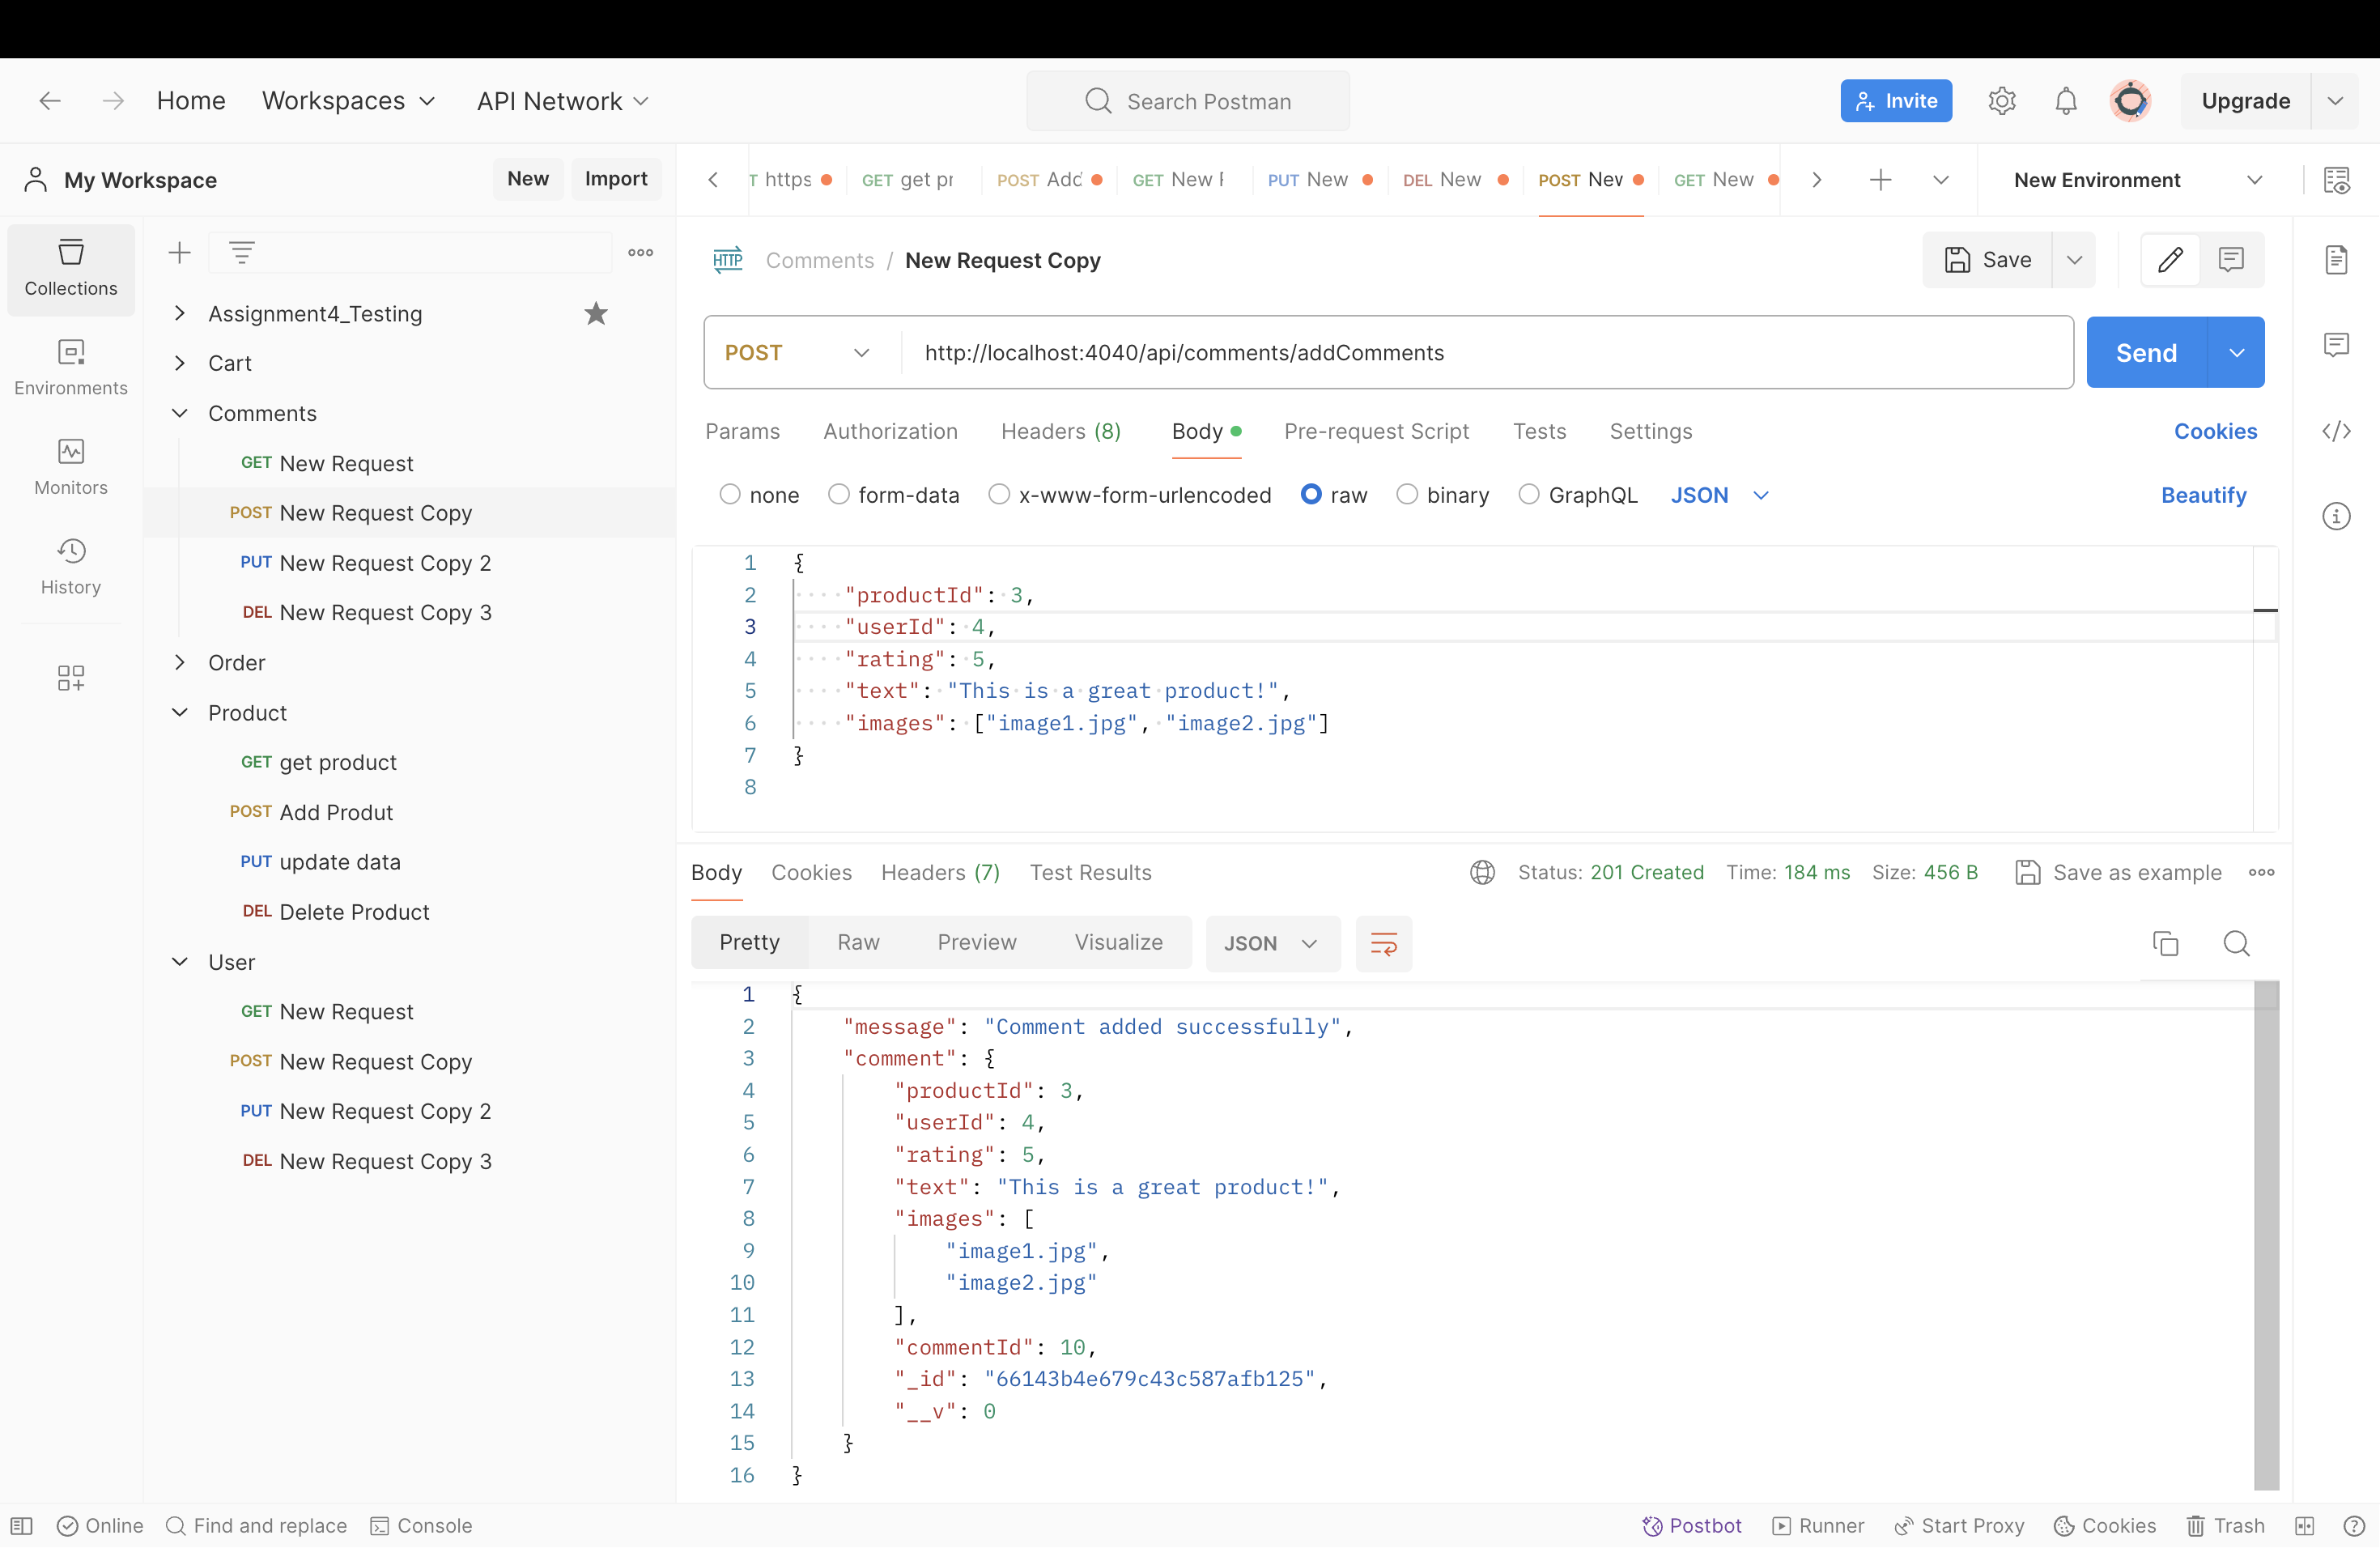 Home Workspaces API Network Search Postman Invite Upgrade
My Workspace New Import
T https GET get pr POST Add GET New PUT New DEL New POST New GET New New Environment
Collections
Environments
Monitors
History
Assignment4_Testing
Cart
Comments
GET New Request
POST New Request Copy
PUT New Request Copy 2
DEL New Request Copy 3
Order
Product
GET get product
POST Add Produt
PUT update data
DEL Delete Product
User
GET New Request
POST New Request Copy
PUT New Request Copy 2
DEL New Request Copy 3
HTTP Comments / New Request Copy Save
POST http://localhost:4040/api/comments/addComments Send
Params Authorization Headers (8) Body Pre-request Script Tests Settings Cookies
none form-data x-www-form-urlencoded raw binary GraphQL JSON Beautify
1 {
2 "productId": 3,
3 "userId": 4,
4 "rating": 5,
5 "text": "This is a great product!",
6 "images": ["image1.jpg", "image2.jpg"]
7 }
8
Body Cookies Headers (7) Test Results Status: 201 Created Time: 184 ms Size: 456 B Save as example
Pretty Raw Preview Visualize JSON
1 {
2 "message": "Comment added successfully",
3 "comment": {
4 "productId": 3,
5 "userId": 4,
6 "rating": 5,
7 "text": "This is a great product!",
8 "images": [
9 "image1.jpg",
10 "image2.jpg"
11 ],
12 "commentId": 10,
13 "_id": "66143b4e679c43c587afb125",
14 "__v": 0
15 }
16 }
Online Find and replace Console Postbot Runner Start Proxy Cookies Trash